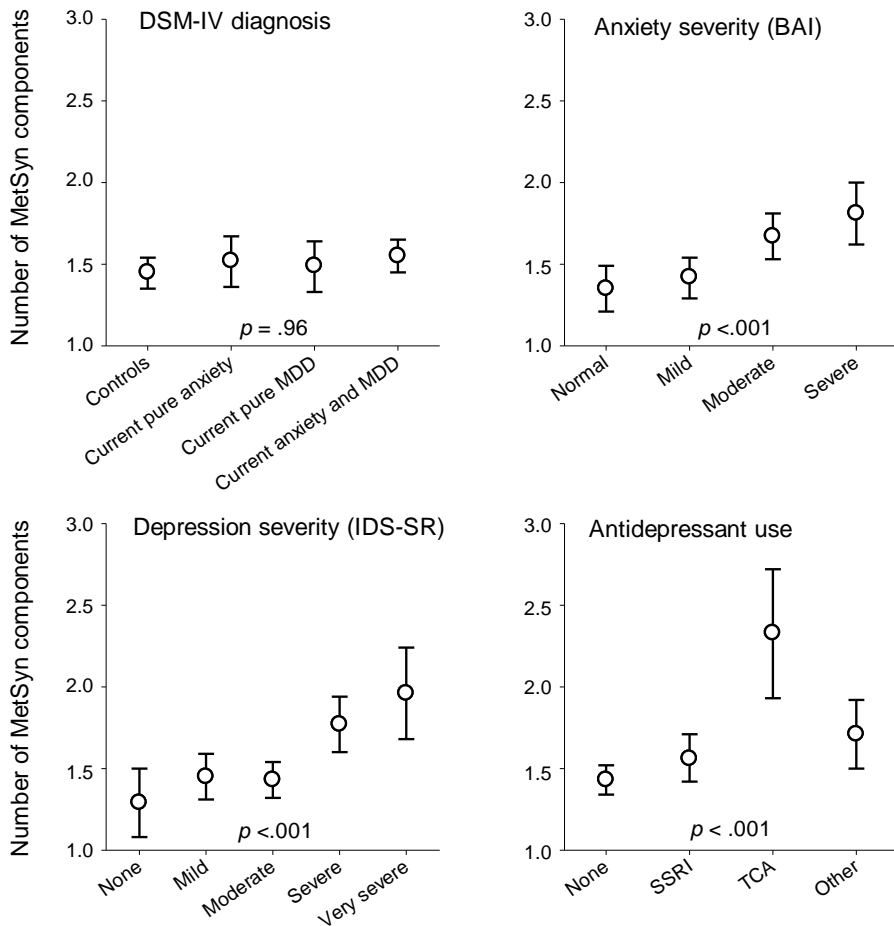 DSM-IV diagnosis
Number of MetSyn components
3.0
2.5
2.0
1.5
1.0
p = .96
Controls
Current pure anxiety
Current pure MDD
Current anxiety and MDD
Anxiety severity (BAI)
3.0
2.5
2.0
1.5
1.0
p <.001
Normal
Mild
Moderate
Severe
Depression severity (IDS-SR)
Number of MetSyn components
3.0
2.5
2.0
1.5
1.0
p <.001
None
Mild
Moderate
Severe
Very severe
Antidepressant use
3.0
2.5
2.0
1.5
1.0
p < .001
None
SSRI
TCA
Other